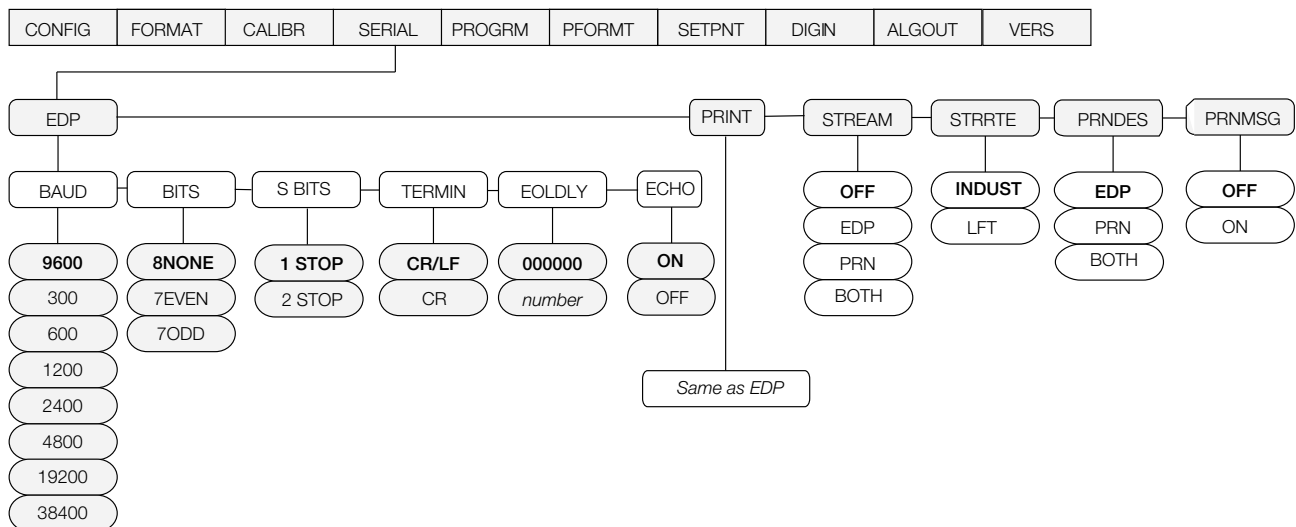 CONFIG FORMAT CALIBR SERIAL PROGRM PFORMT SETPNT DIGIN ALGOUT VERS
EDP PRINT STREAM STRRTE PRNDES PRNMSG
BAUD BITS S BITS TERMIN EOLDLY ECHO OFF INDUST EDP OFF
EDP LFT PRN ON
9600 8NONE 1 STOP CR/LF 000000 ON PRN BOTH
300 7EVEN 2 STOP CR number OFF BOTH
600 7ODD
1200
Same as EDP
2400
4800
19200
38400